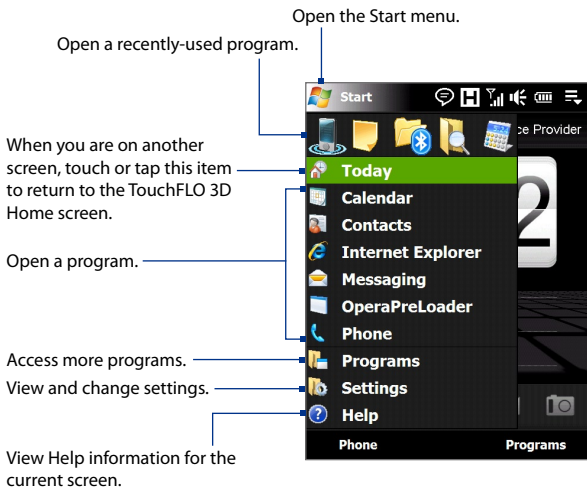 Open the Start menu.
Open a recently-used program.
Start
H
ce Provider
When you are on another
screen, touch or tap this item
to return to the TouchFLO 3D
Home screen.
Today
2
Calendar
Contacts
Open a program.
Internet Explorer
Messaging
OperaPreLoader
Phone
Access more programs.
Programs
View and change settings.
Settings
Help
Phone
Programs
View Help information for the
current screen.